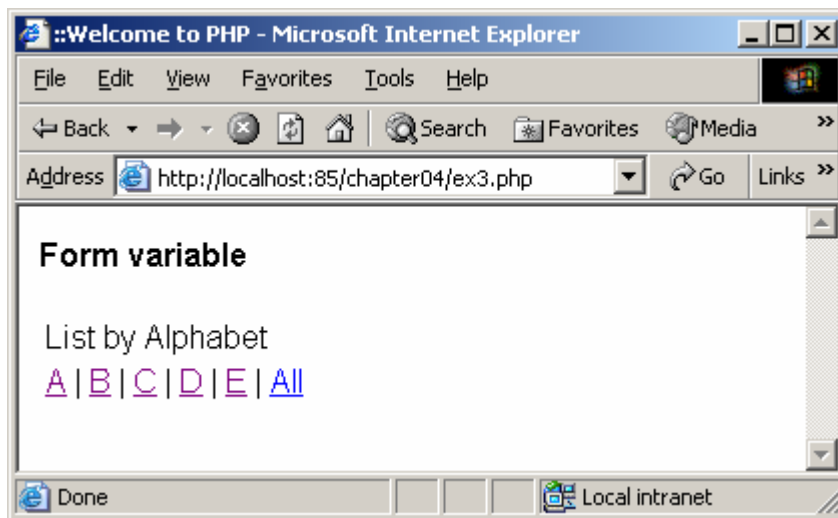 ::Welcome to PHP - Microsoft Internet Explorer
File Edit View Favorites Tools Help
Back Search Favorites Media »
Address http://localhost:85/chapter04/ex3.php Go Links »
Form variable
List by Alphabet
A | B | C | D | E | All
Done Local intranet